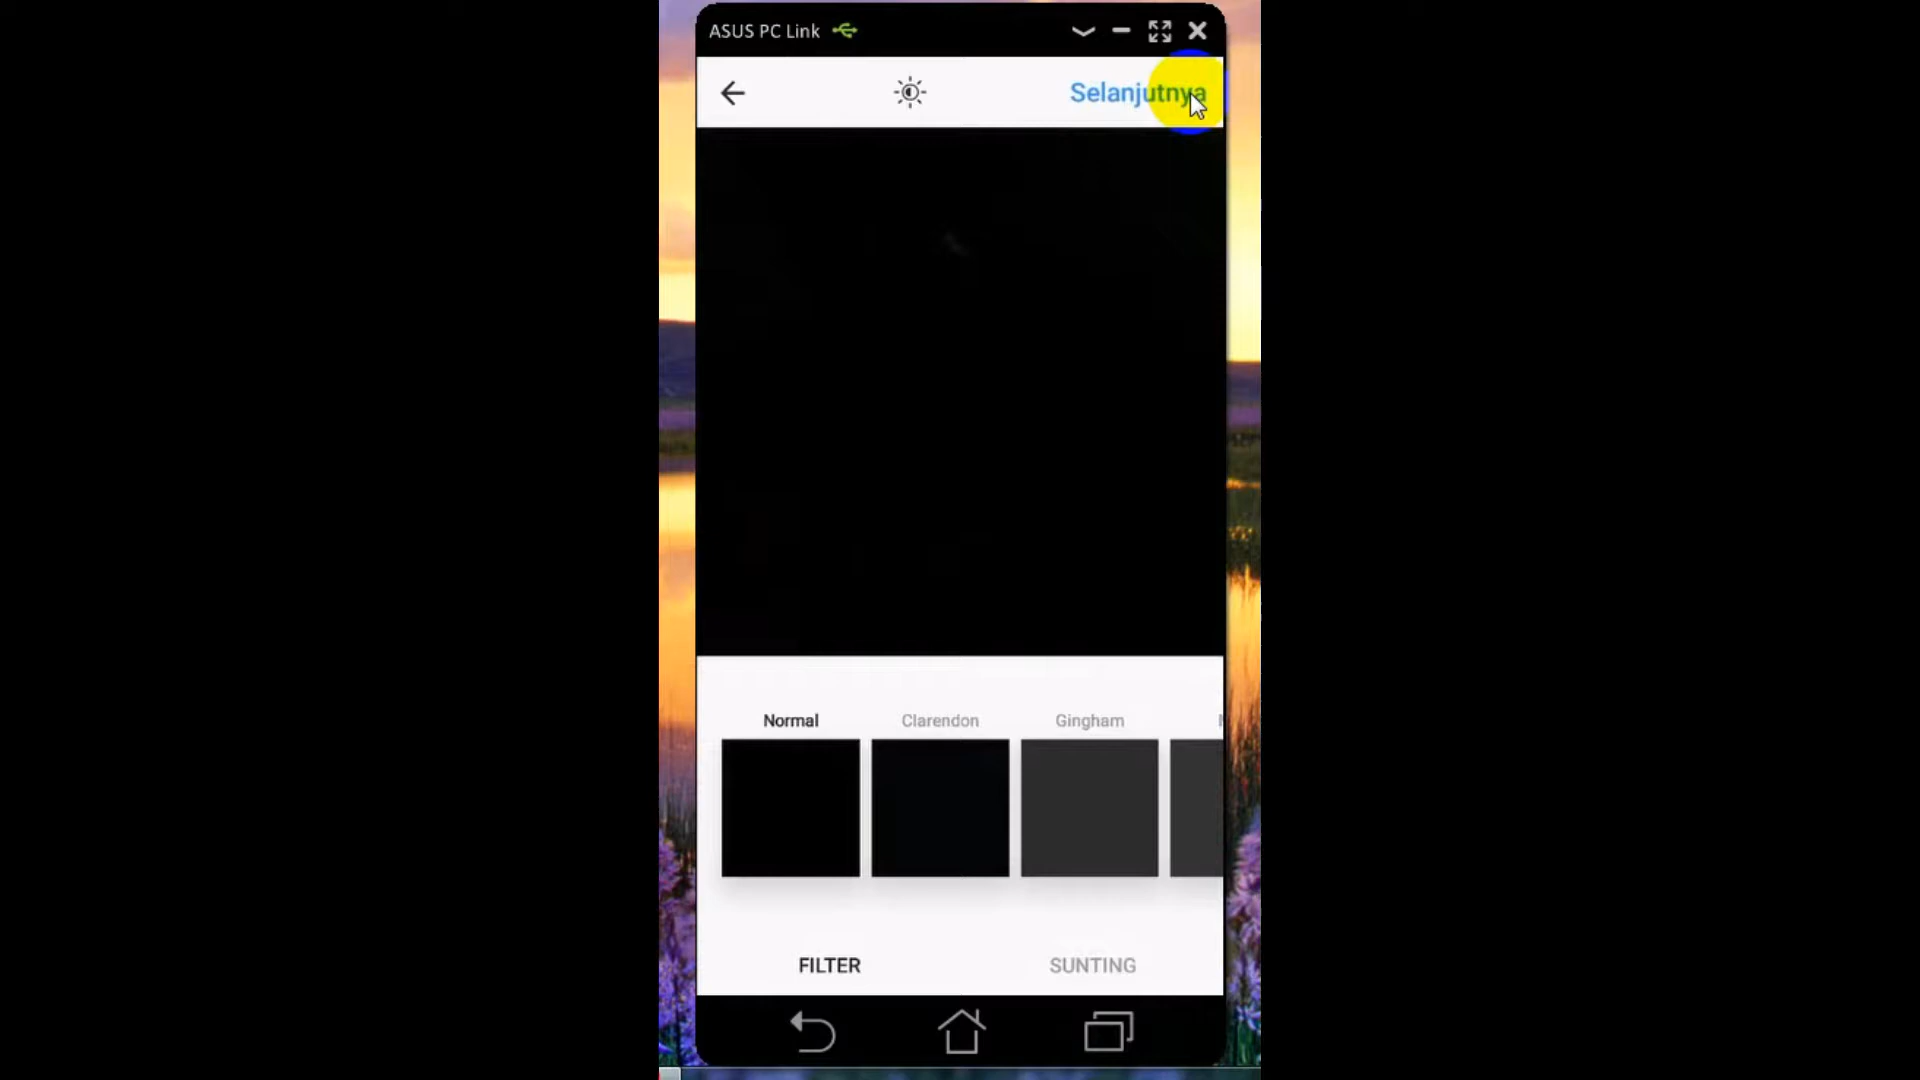 ASUS PC Link
Selanjutnya
Normal
Clarendon
Gingham
FILTER
SUNTING